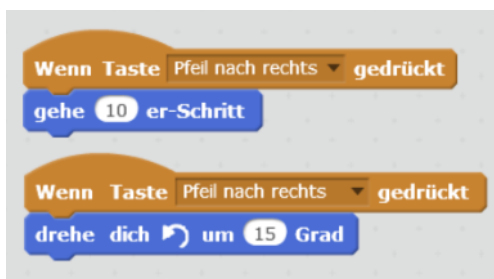 Wenn Taste Pfeil nach rechts gedrückt
gehe 10 er-Schritt
Wenn Taste Pfeil nach rechts gedrückt
drehe dich um 15 Grad